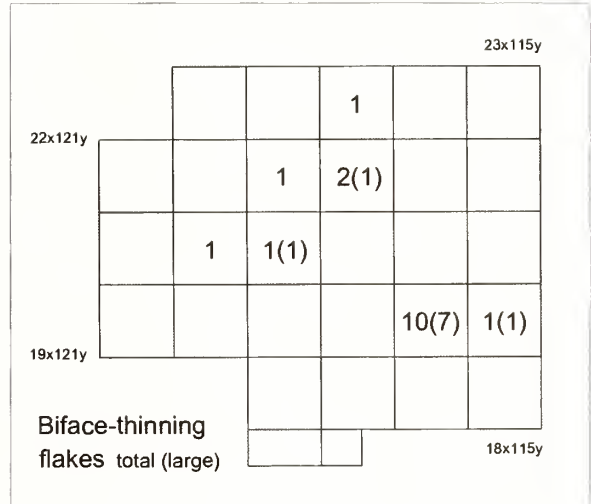 23x115y
1
22x121y
1 2(1)
1 1(1)
10(7) 1(1)
19x121y
Biface-thinning
flakes total (large)
18x115y